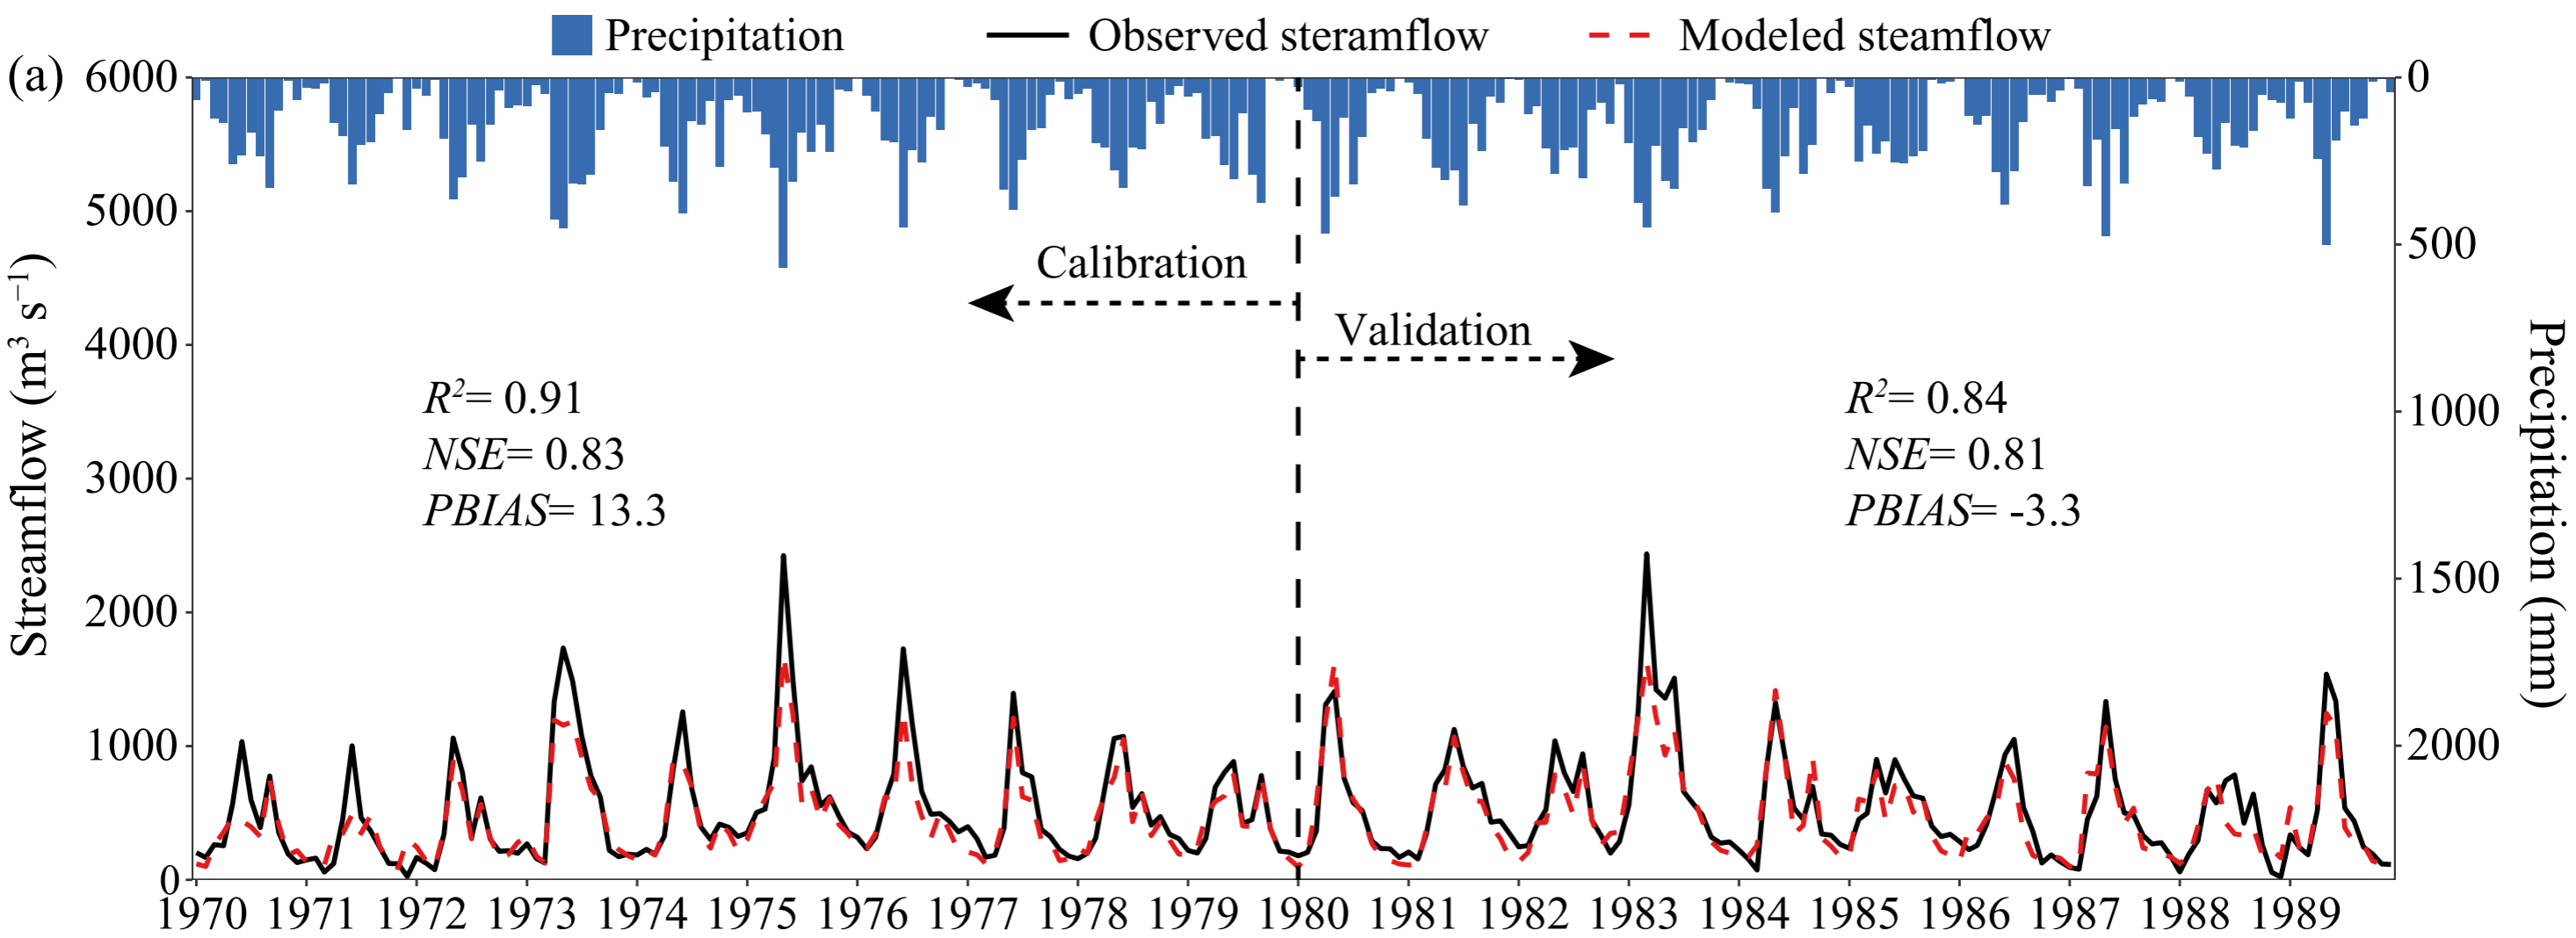 Precipitation Observed steramflow Modeled steamflow
(a)
6000
5000
4000
3000
2000
1000
0
Streamflow (m³ s⁻¹)
0
500
1000
1500
2000
Precipitation (mm)
Calibration
Validation
R²= 0.91
NSE= 0.83
PBIAS= 13.3
R²= 0.84
NSE= 0.81
PBIAS= -3.3
1970 1971 1972 1973 1974 1975 1976 1977 1978 1979 1980 1981 1982 1983 1984 1985 1986 1987 1988 1989